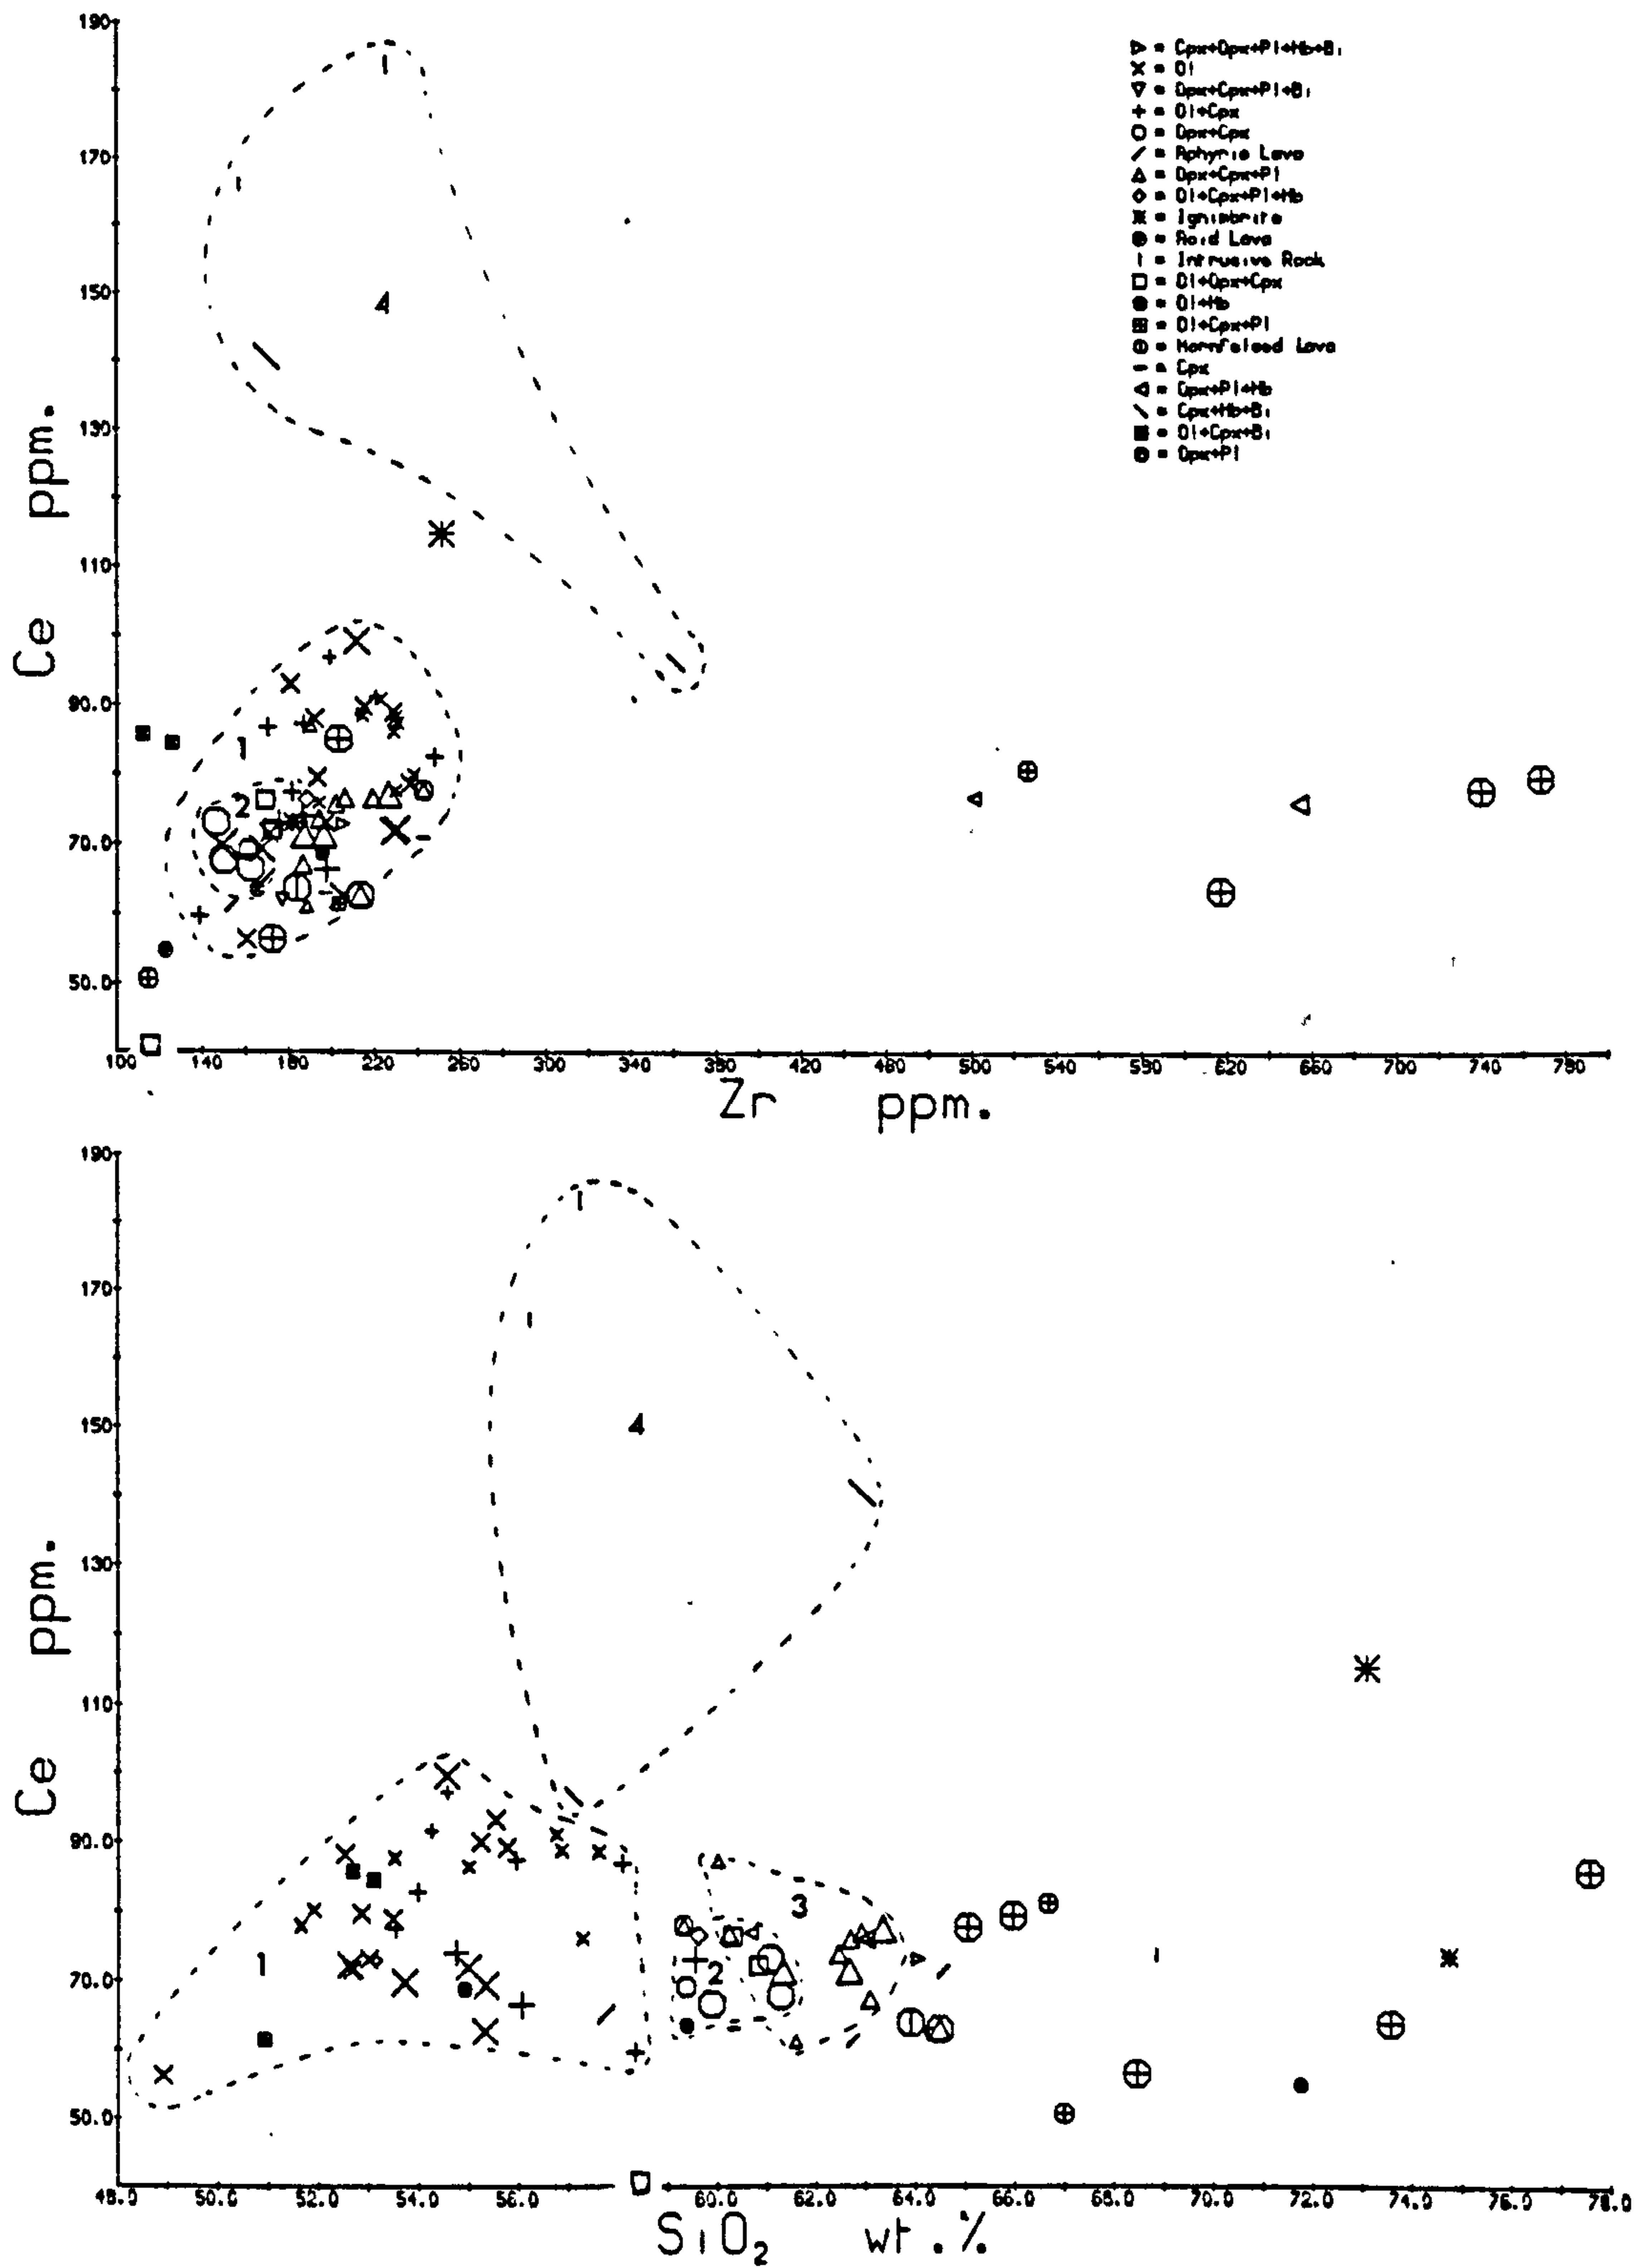 190
170
150
130
110
90.0
70.0
50.0
Ce ppm.
▷ = Cpx+Opx+Pl+Hb+Bi
× = Ol
▽ = Opx+Cpx+Pl+Bi
+ = Ol+Cpx
○ = Opx+Cpx
/ = Aphyric Lava
△ = Opx+Cpx+Pl
◇ = Ol+Cpx+Pl+Hb
✳ = Ignimbrite
= Acid Lava
| = Intrusive Rock
□ = Ol+Opx+Cpx
● = Ol+Hb
⊞ = Ol+Cpx+Pl
⊕ = Hornfelsed Lava
- = Cpx
◁ = Opx+Pl+Hb
\ = Cpx+Hb+Bi
■ = Ol+Cpx+Bi
= Opx+Pl
4
1
2
100 140 180 220 260 300 340 380 420 460 500 540 580 620 660 700 740 780
Zr ppm.
190
170
150
130
110
90.0
70.0
50.0
Ce ppm.
4
3
1
2
48.0 50.0 52.0 54.0 56.0 60.0 62.0 64.0 66.0 68.0 70.0 72.0 74.0 76.0 78.0
SiO₂ wt.%